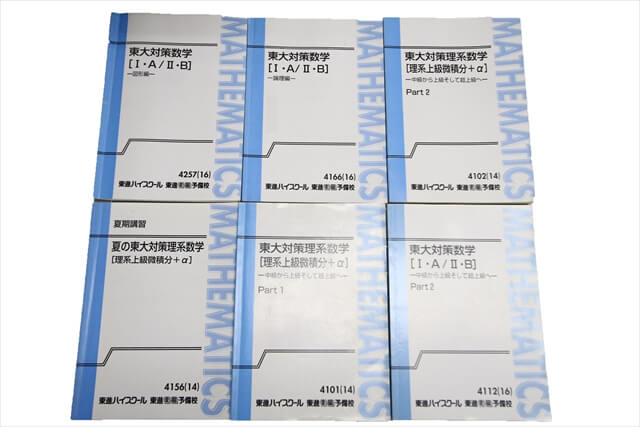 東大対策数学
[Ⅰ・A/Ⅱ・B]
―図形編―
4257(16)
東進ハイスクール 東進衛星予備校
MATHEMATICS
東大対策数学
[Ⅰ・A/Ⅱ・B]
―論理編―
4166(16)
東進ハイスクール 東進衛星予備校
MATHEMATICS
東大対策理系数学
[理系上級微積分+α]
―中級から上級そして超上級へ―
Part 2
4102(14)
東進ハイスクール 東進衛星予備校
MATHEMATICS
夏期講習
夏の東大対策理系数学
[理系上級微積分+α]
4156(14)
東進ハイスクール 東進衛星予備校
MATHEMATICS
東大対策理系数学
[理系上級微積分+α]
―中級から上級そして超上級へ―
Part 1
4101(14)
東進ハイスクール 東進衛星予備校
MATHEMATICS
東大対策数学
[Ⅰ・A/Ⅱ・B]
―中級から上級そして超上級へ―
Part 2
4112(16)
東進ハイスクール 東進衛星予備校
MATHEMATICS